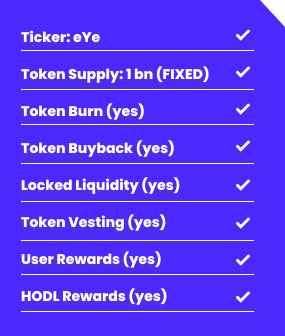 Ticker: eYe
Token Supply: 1 bn (FIXED)
Token Burn (yes)
Token Buyback (yes)
Locked Liquidity (yes)
Token Vesting (yes)
User Rewards (yes)
HODL Rewards (yes)